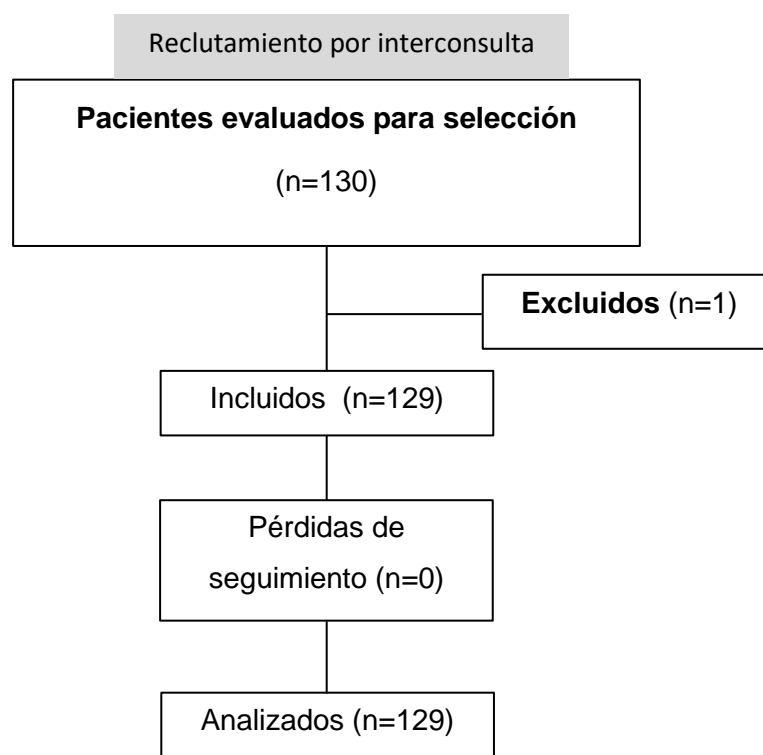 Reclutamiento por interconsulta
Pacientes evaluados para selección
(n=130)
Excluidos (n=1)
Incluidos (n=129)
Pérdidas de
seguimiento (n=0)
Analizados (n=129)